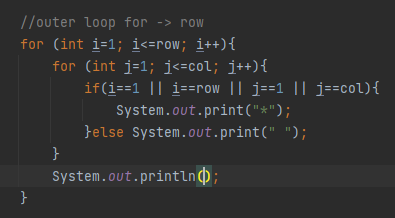 //outer loop for -> row
for (int i=1; i<=row; i++){
    for (int j=1; j<=col; j++){
        if(i==1 || i==row || j==1 || j==col){
            System.out.print("*");
        }else System.out.print(" ");
    }
    System.out.println();
}